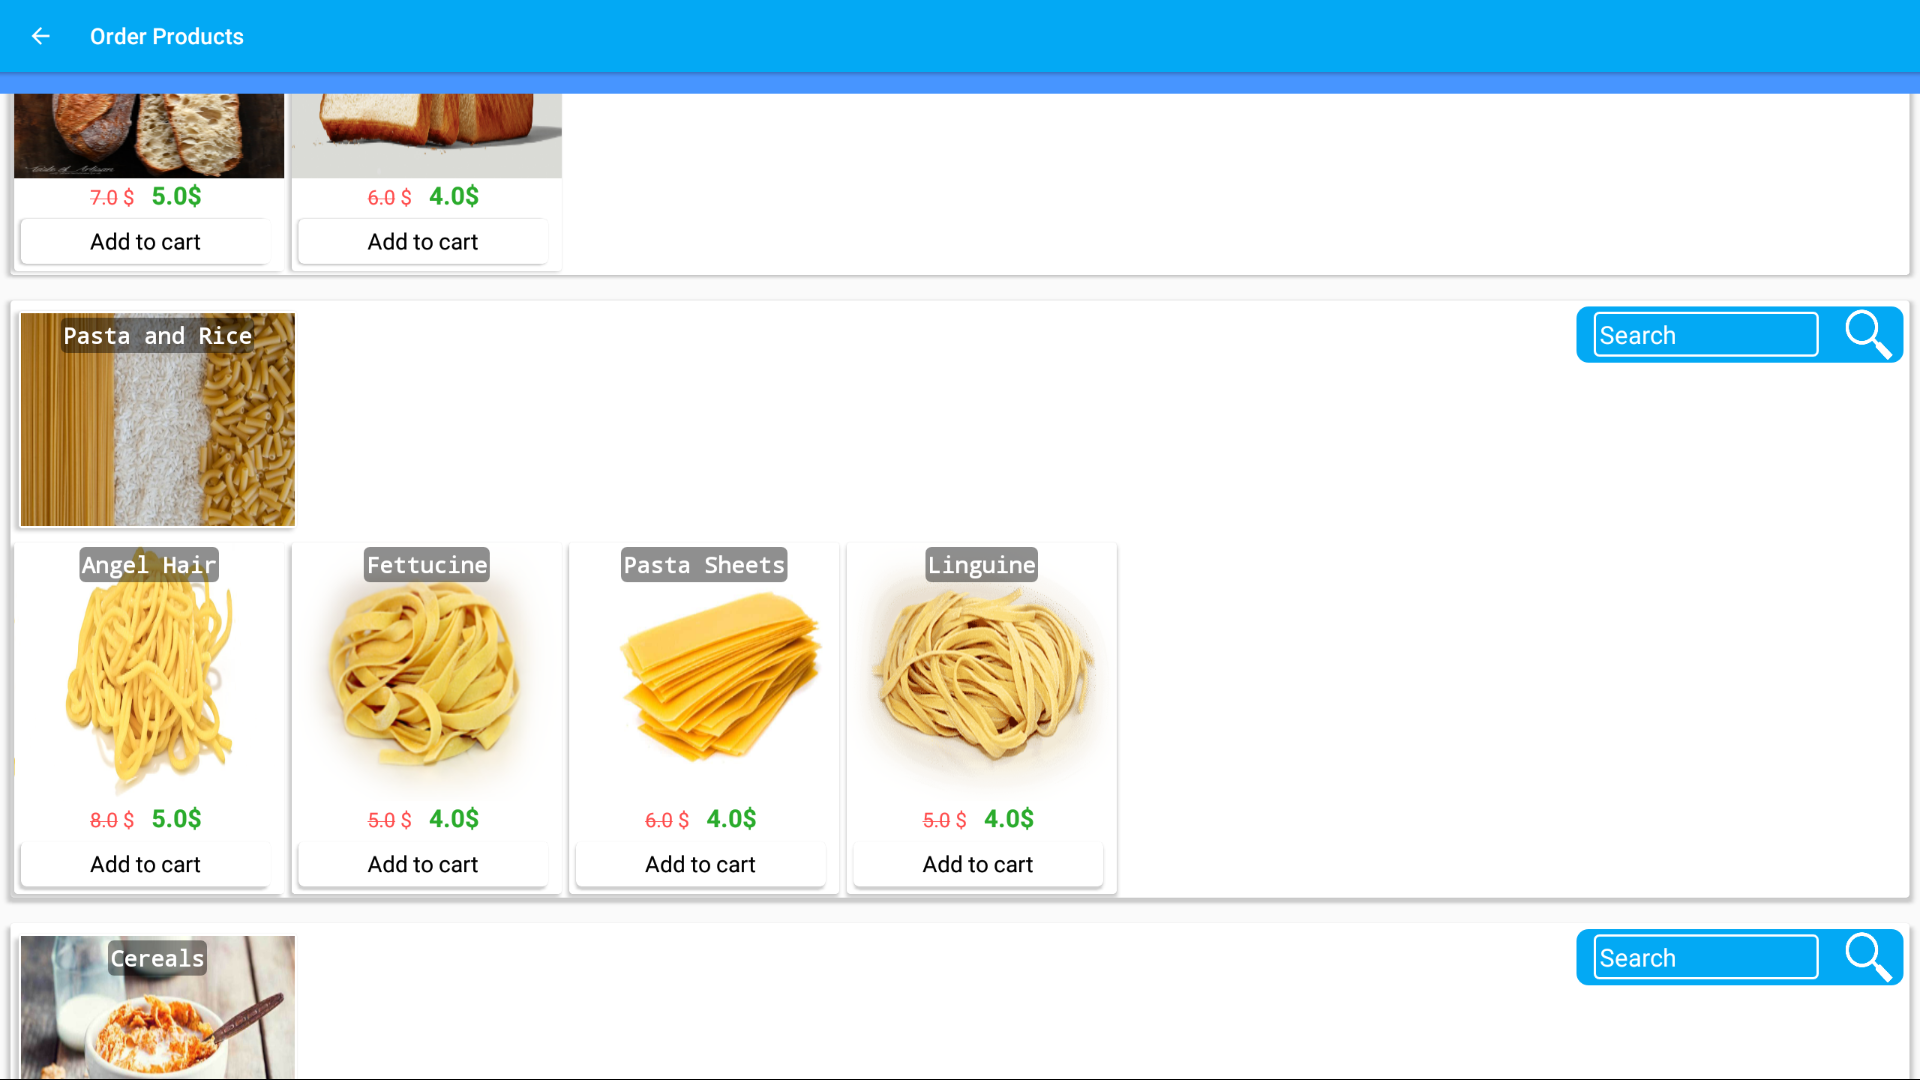 Order Products
7.0 $ 5.0$
6.0 $ 4.0$
Add to cart
Add to cart
Pasta and Rice
Search
Angel Hair
Fettucine
Pasta Sheets
Linguine
8.0 $ 5.0$
5.0 $ 4.0$
6.0 $ 4.0$
5.0 $ 4.0$
Add to cart
Add to cart
Add to cart
Add to cart
Cereals
Search